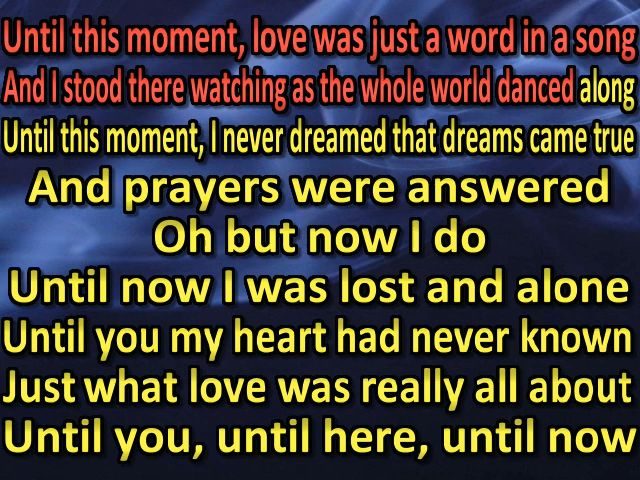 Until this moment, love was just a word in a song
And I stood there watching as the whole world danced along
Until this moment, I never dreamed that dreams came true
And prayers were answered
Oh but now I do
Until now I was lost and alone
Until you my heart had never known
Just what love was really all about
Until you, until here, until now